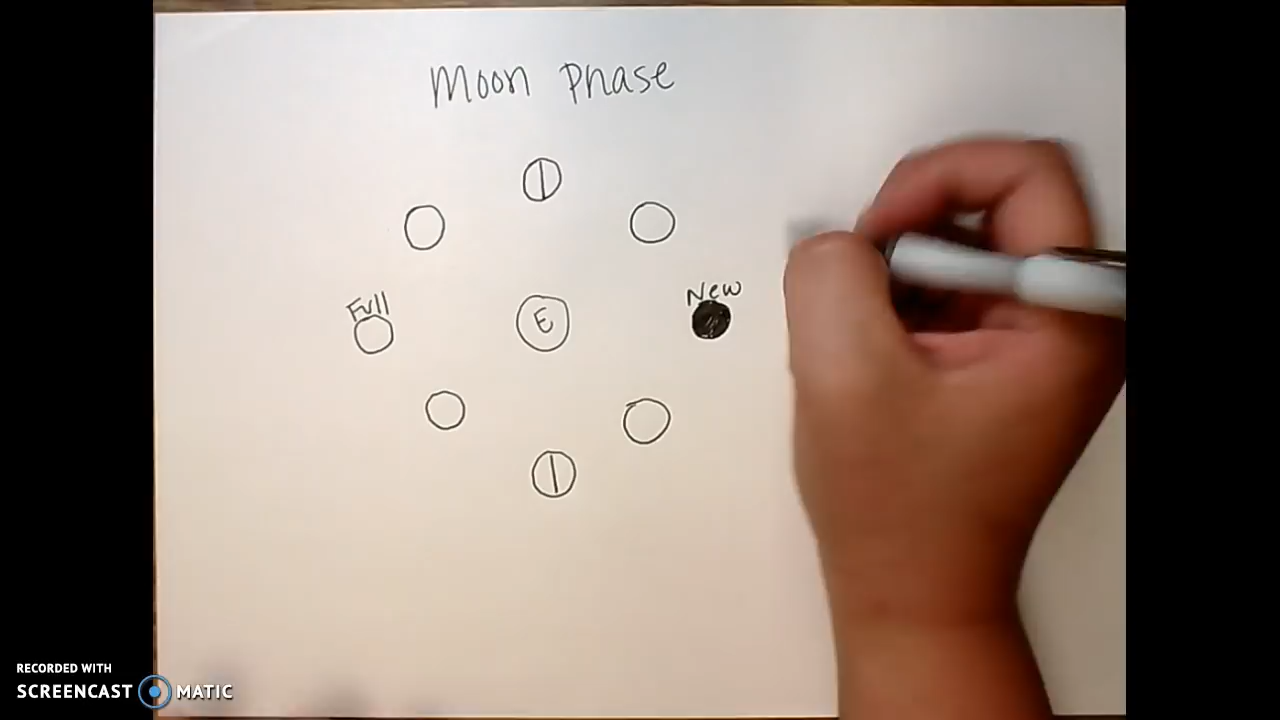 Moon Phase
Full
New
E
RECORDED WITH
SCREENCAST MATIC